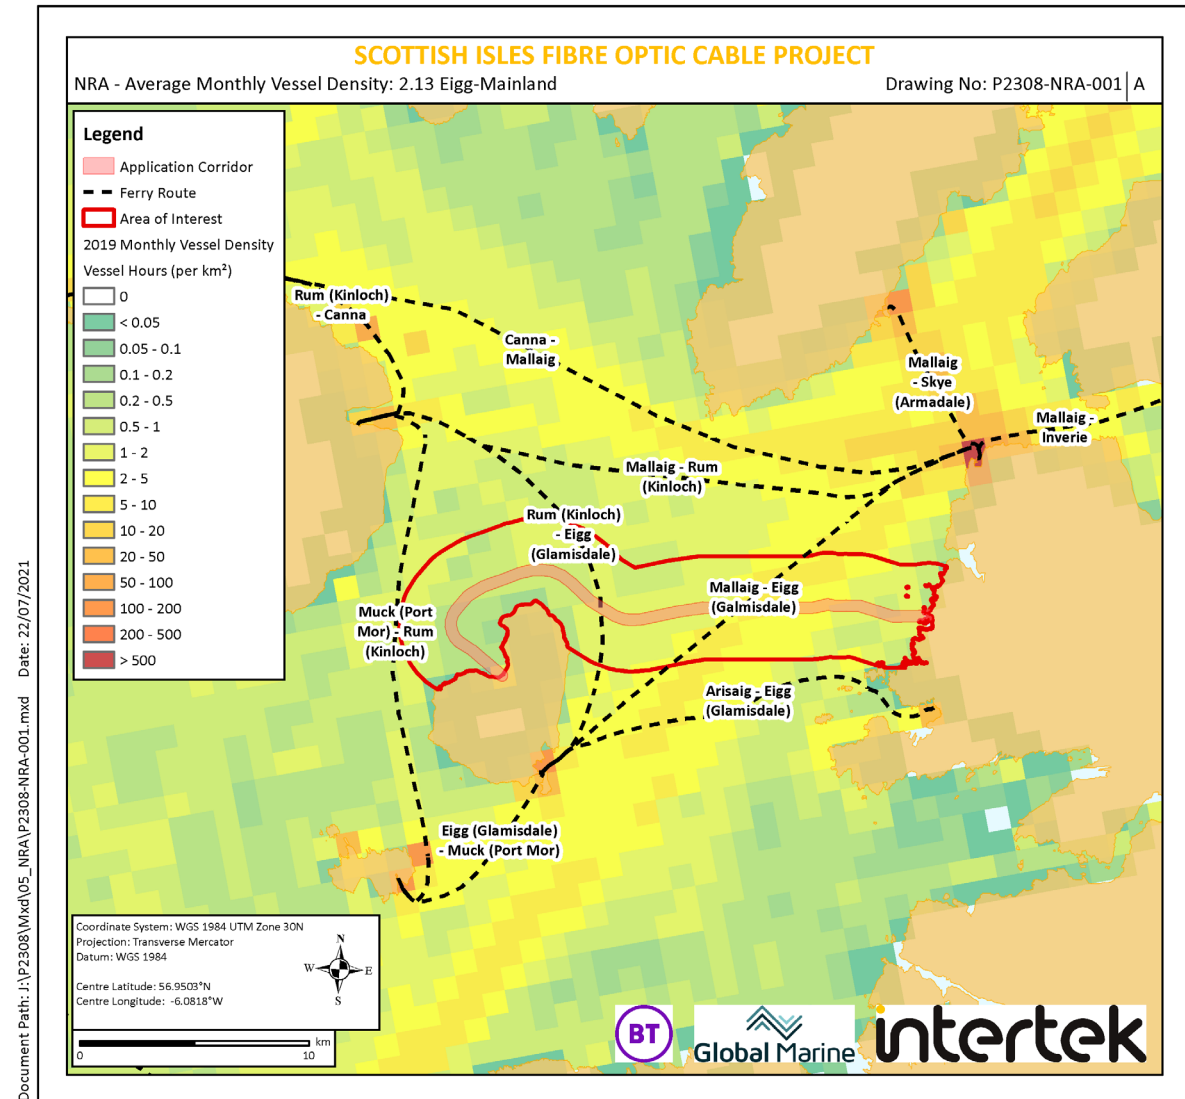 SCOTTISH ISLES FIBRE OPTIC CABLE PROJECT
NRA - Average Monthly Vessel Density: 2.13 Eigg-Mainland
Drawing No: P2308-NRA-001 | A
Legend
Application Corridor
Ferry Route
Area of Interest
2019 Monthly Vessel Density
Vessel Hours (per km²)
0
< 0.05
0.05 - 0.1
0.1 - 0.2
0.2 - 0.5
0.5 - 1
1 - 2
2 - 5
5 - 10
10 - 20
20 - 50
50 - 100
100 - 200
200 - 500
> 500
Rum (Kinloch)
- Canna
Canna -
Mallaig
Mallaig
- Skye
(Armadale)
Mallaig -
Inverie
Mallaig - Rum
(Kinloch)
Rum (Kinloch)
- Eigg
(Glamisdale)
Mallaig - Eigg
(Galmisdale)
Muck (Port
Mor) - Rum
(Kinloch)
Arisaig - Eigg
(Glamisdale)
Eigg (Glamisdale)
- Muck (Port Mor)
Coordinate System: WGS 1984 UTM Zone 30N
Projection: Transverse Mercator
Datum: WGS 1984
Centre Latitude: 56.9503°N
Centre Longitude: -6.0818°W
N
W
E
S
km
0
10
BT
Global Marine
intertek
Document Path: J:\P2308\Mxd\05_NRA\P2308-NRA-001.mxd Date: 22/07/2021